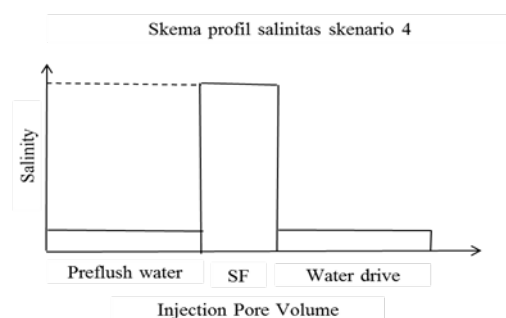 Skema profil salinitas skenario 4
Salinity
Preflush water
SF
Water drive
Injection Pore Volume